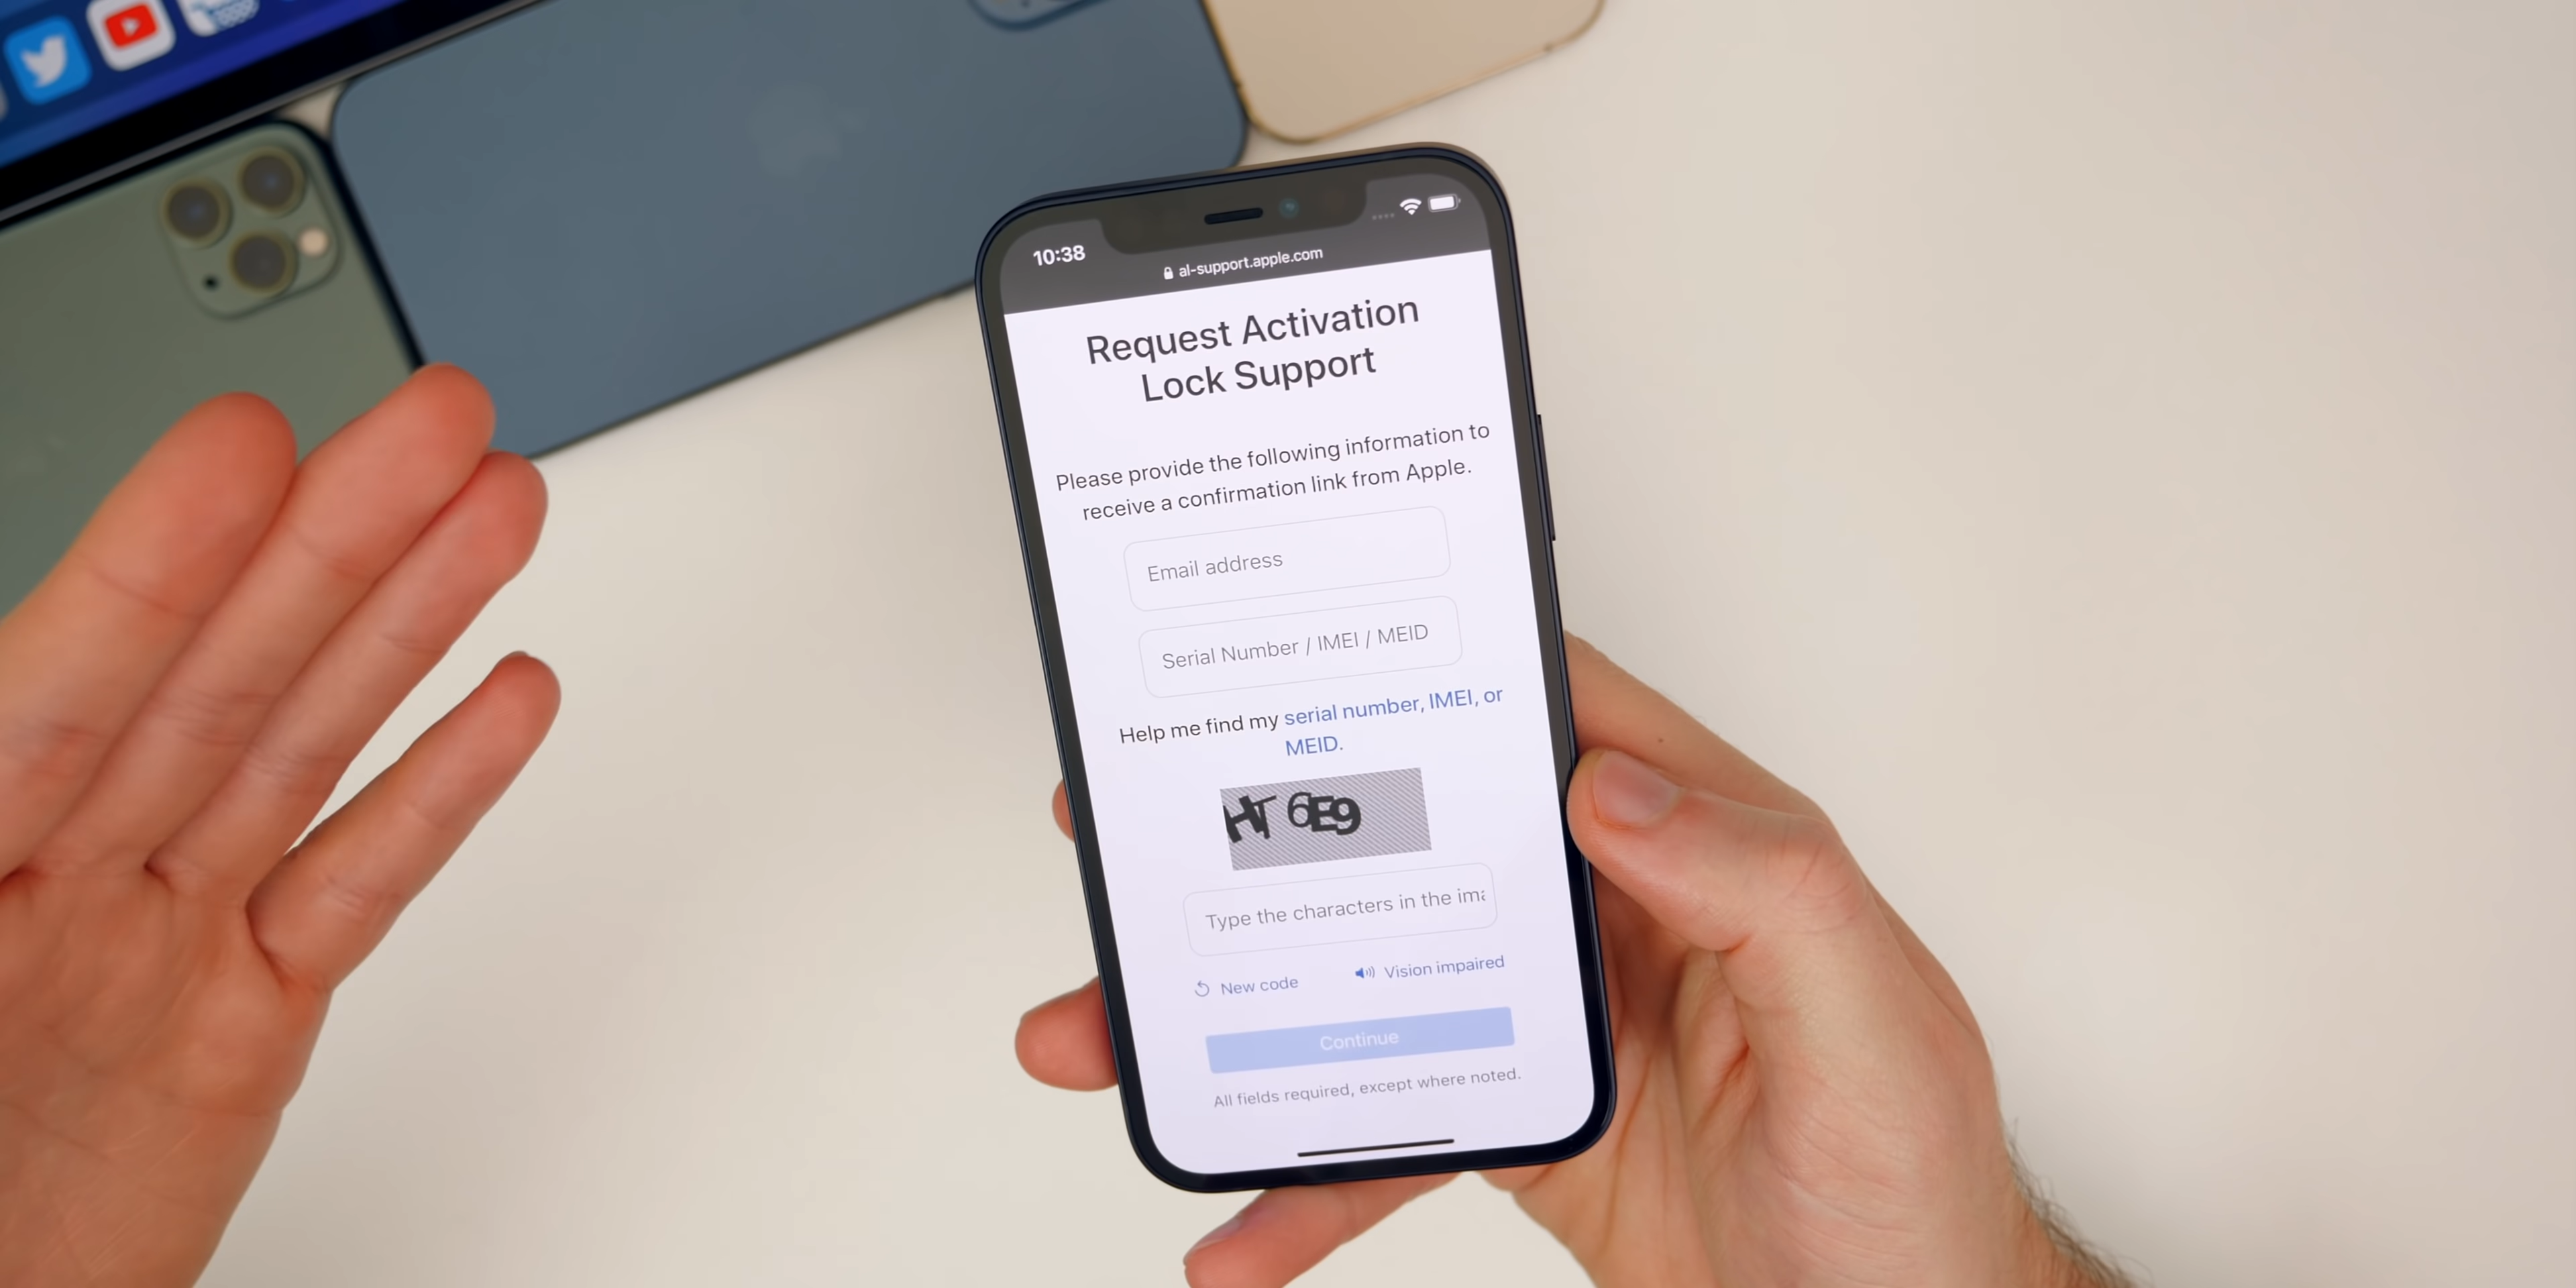 10:38
al-support.apple.com
Request Activation
Lock Support
Please provide the following information to
receive a confirmation link from Apple.
Email address
Serial Number / IMEI / MEID
Help me find my serial number, IMEI, or
MEID.
HT6E9
Type the characters in the ima
New code
Vision impaired
Continue
All fields required, except where noted.